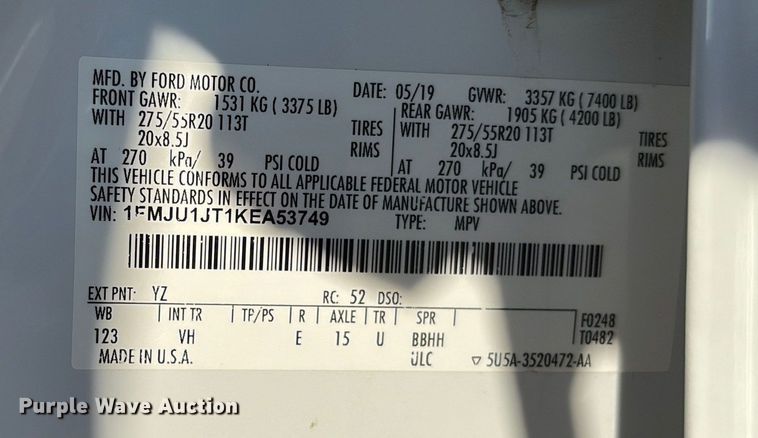 MFD. BY FORD MOTOR CO. DATE: 05/19 GVWR: 3357 KG ( 7400 LB)
FRONT GAWR: 1531 KG ( 3375 LB) REAR GAWR: 1905 KG ( 4200 LB)
WITH 275/55R20 113T TIRES WITH 275/55R20 113T TIRES
20x8.5J RIMS 20x8.5J RIMS
AT 270 kPa/ 39 PSI COLD AT 270 kPa/ 39 PSI COLD
THIS VEHICLE CONFORMS TO ALL APPLICABLE FEDERAL MOTOR VEHICLE
SAFETY STANDARDS IN EFFECT ON THE DATE OF MANUFACTURE SHOWN ABOVE.
VIN: 1FMJU1JT1KEA53749 TYPE: MPV
EXT PNT: YZ RC: 52 DSO:
WB INT TR TP/PS R AXLE TR SPR F0248
123 VH E 15 U BBHH T0482
MADE IN U.S.A. ULC 5U5A-3520472-AA
Purple Wave Auction